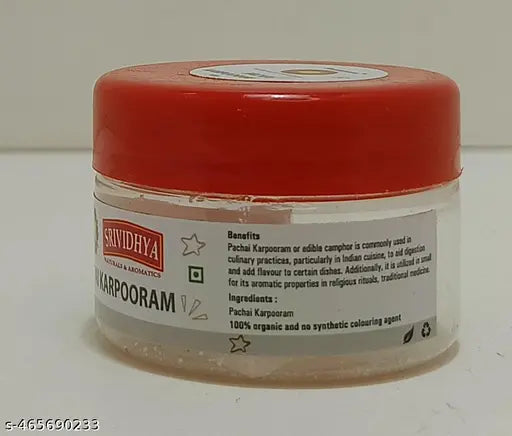 SRIVIDHYA
NATURALS & AROMATICS
KARPOORAM
Benefits
Pachai Karpooram or edible camphor is commonly used in
culinary practices, particularly in Indian cuisine, to aid digestion
and add flavour to certain dishes. Additionally, it is utilized in small
for its aromatic properties in religious rituals, traditional medicine.
Ingredients :
Pachai Karpooram
100% organic and no synthetic colouring agent
s-465690233